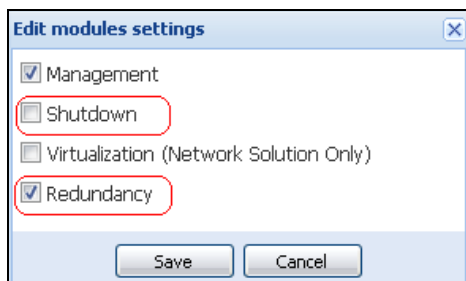 Edit modules settings
Management
Shutdown
Virtualization (Network Solution Only)
Redundancy
Save Cancel